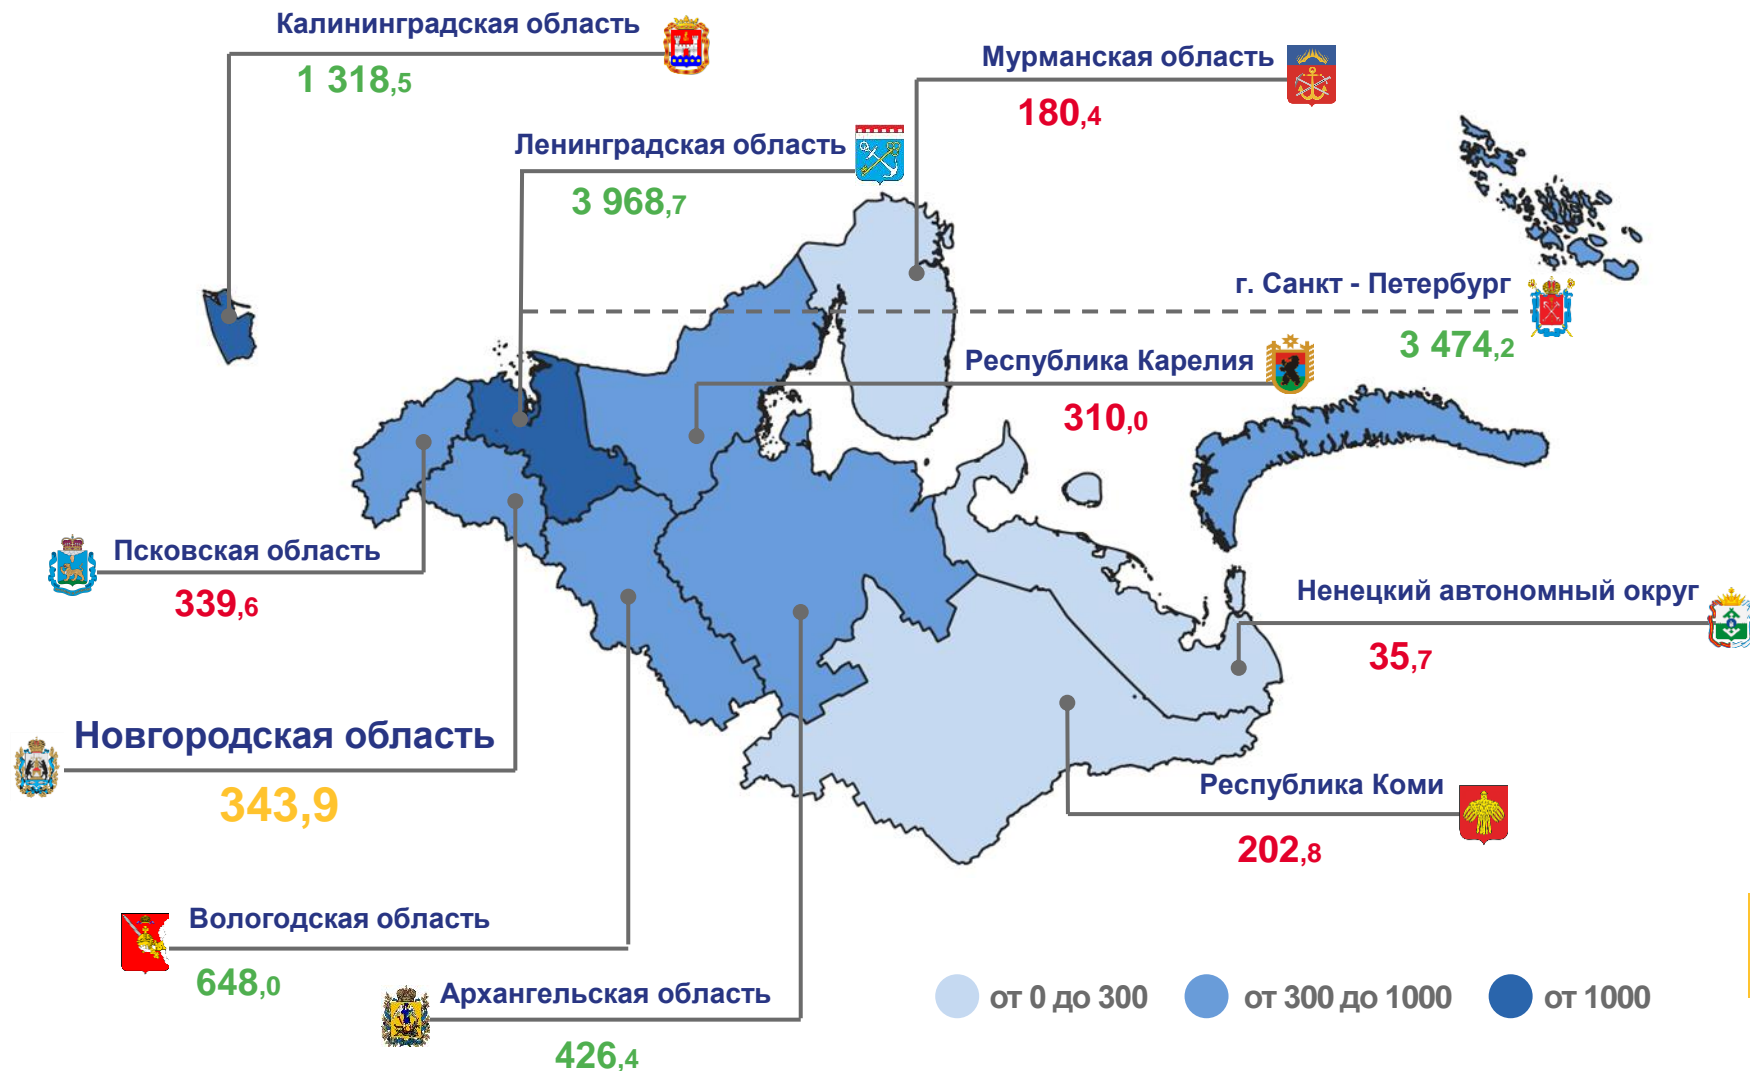 Калининградская область
1 318,5
Мурманская область
180,4
Ленинградская область
3 968,7
г. Санкт - Петербург
3 474,2
Республика Карелия
310,0
Псковская область
339,6
Ненецкий автономный округ
35,7
Новгородская область
343,9
Республика Коми
202,8
Вологодская область
648,0
Архангельская область
426,4
от 0 до 300
от 300 до 1000
от 1000